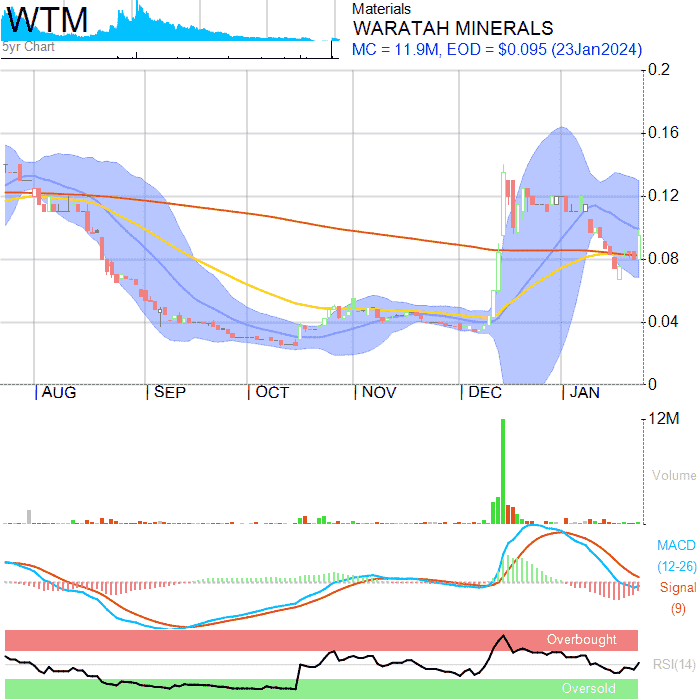 WTM
5yr Chart
Materials
WARATAH MINERALS
MC = 11.9M, EOD = $0.095 (23Jan2024)
0.2
0.16
0.12
0.08
0.04
0
AUG SEP OCT NOV DEC JAN
12M
Volume
MACD
(12-26)
Signal
(9)
Overbought
RSI(14)
Oversold